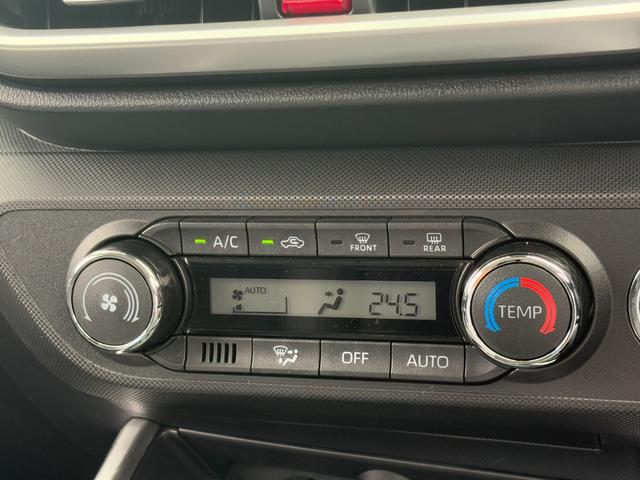 A/C FRONT REAR
AUTO 24.5 TEMP
OFF AUTO